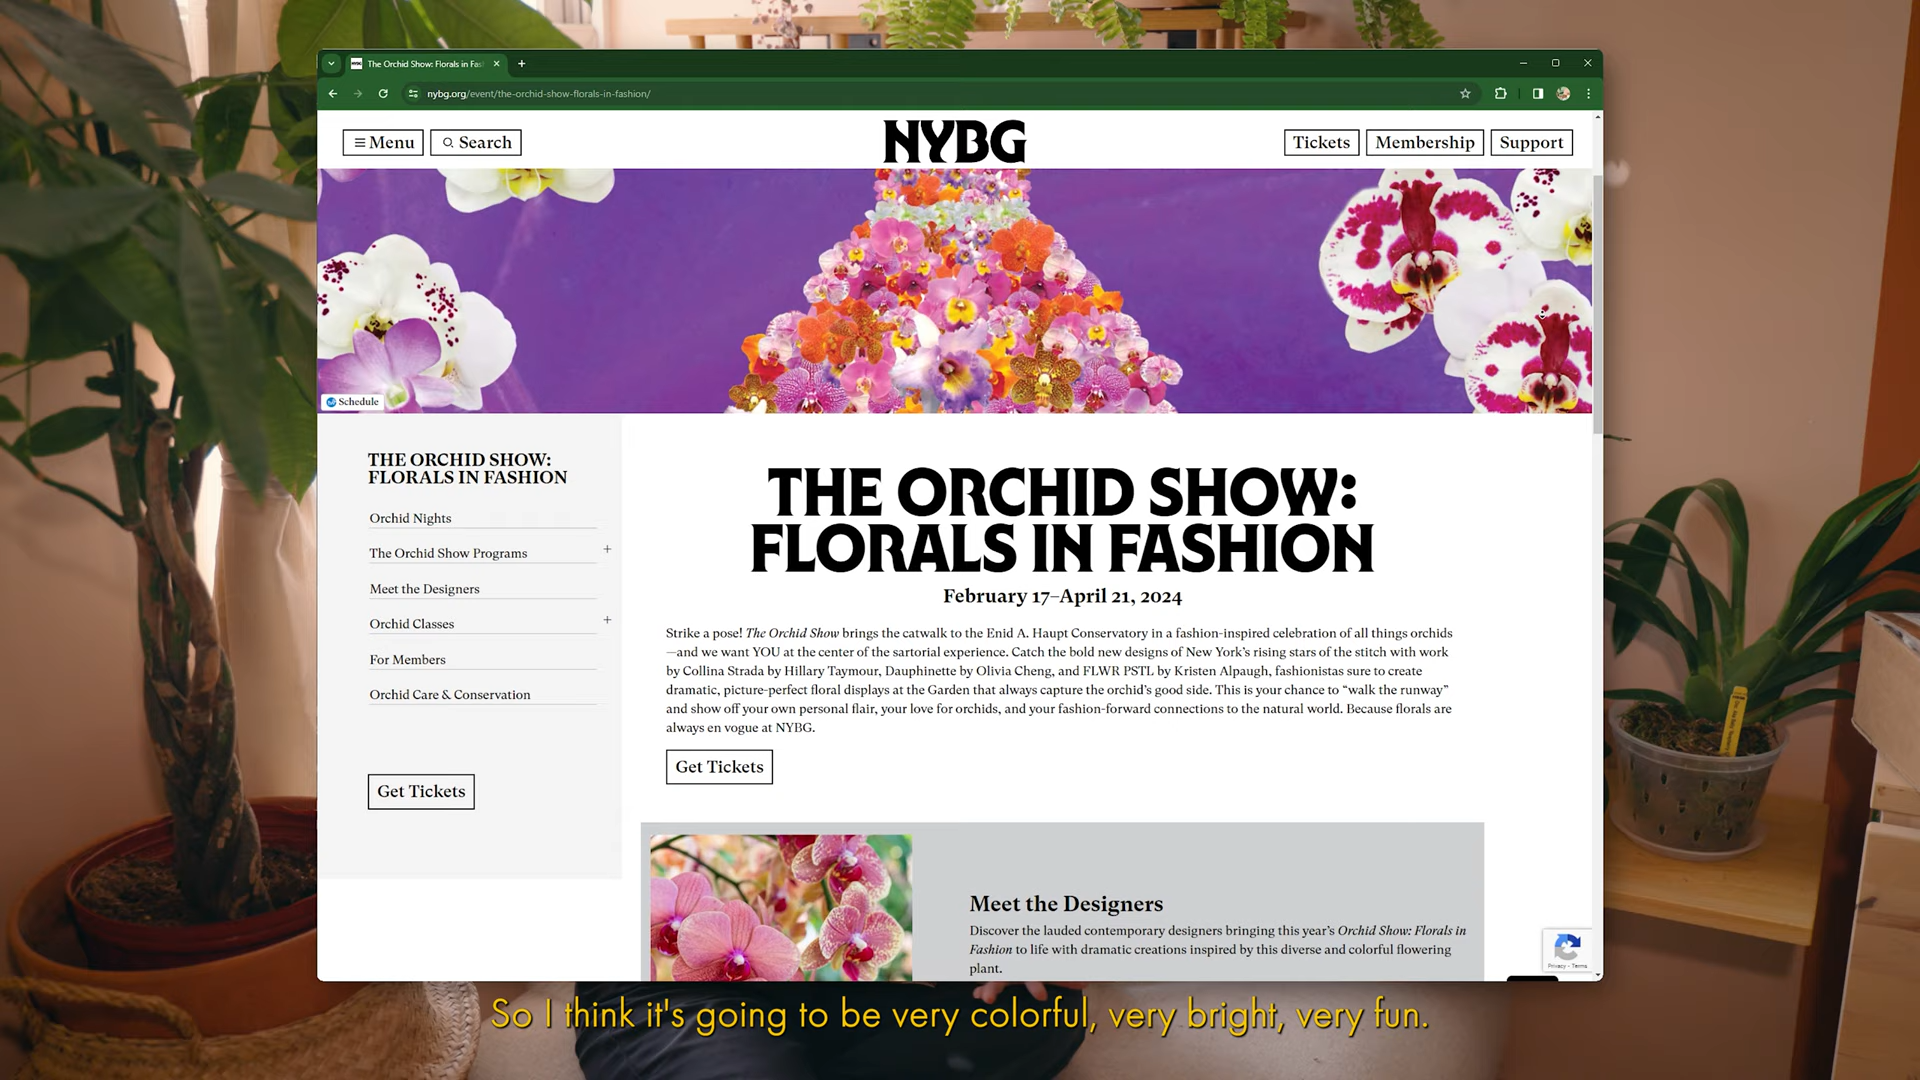 The Orchid Show: Florals in Fas
nybg.org/event/the-orchid-show-florals-in-fashion/
Menu
Search
NYBG
Tickets
Membership
Support
Schedule
THE ORCHID SHOW:
FLORALS IN FASHION
Orchid Nights
The Orchid Show Programs
Meet the Designers
Orchid Classes
For Members
Orchid Care & Conservation
Get Tickets
THE ORCHID SHOW:
FLORALS IN FASHION
February 17–April 21, 2024
Strike a pose! The Orchid Show brings the catwalk to the Enid A. Haupt Conservatory in a fashion-inspired celebration of all things orchids
—and we want YOU at the center of the sartorial experience. Catch the bold new designs of New York’s rising stars of the stitch with work
by Collina Strada by Hillary Taymour, Dauphinette by Olivia Cheng, and FLWR PSTL by Kristen Alpaugh, fashionistas sure to create
dramatic, picture-perfect floral displays at the Garden that always capture the orchid’s good side. This is your chance to “walk the runway”
and show off your own personal flair, your love for orchids, and your fashion-forward connections to the natural world. Because florals are
always en vogue at NYBG.
Get Tickets
Meet the Designers
Discover the lauded contemporary designers bringing this year’s Orchid Show: Florals in
Fashion to life with dramatic creations inspired by this diverse and colorful flowering
plant.
Privacy - Terms
So I think it's going to be very colorful, very bright, very fun.